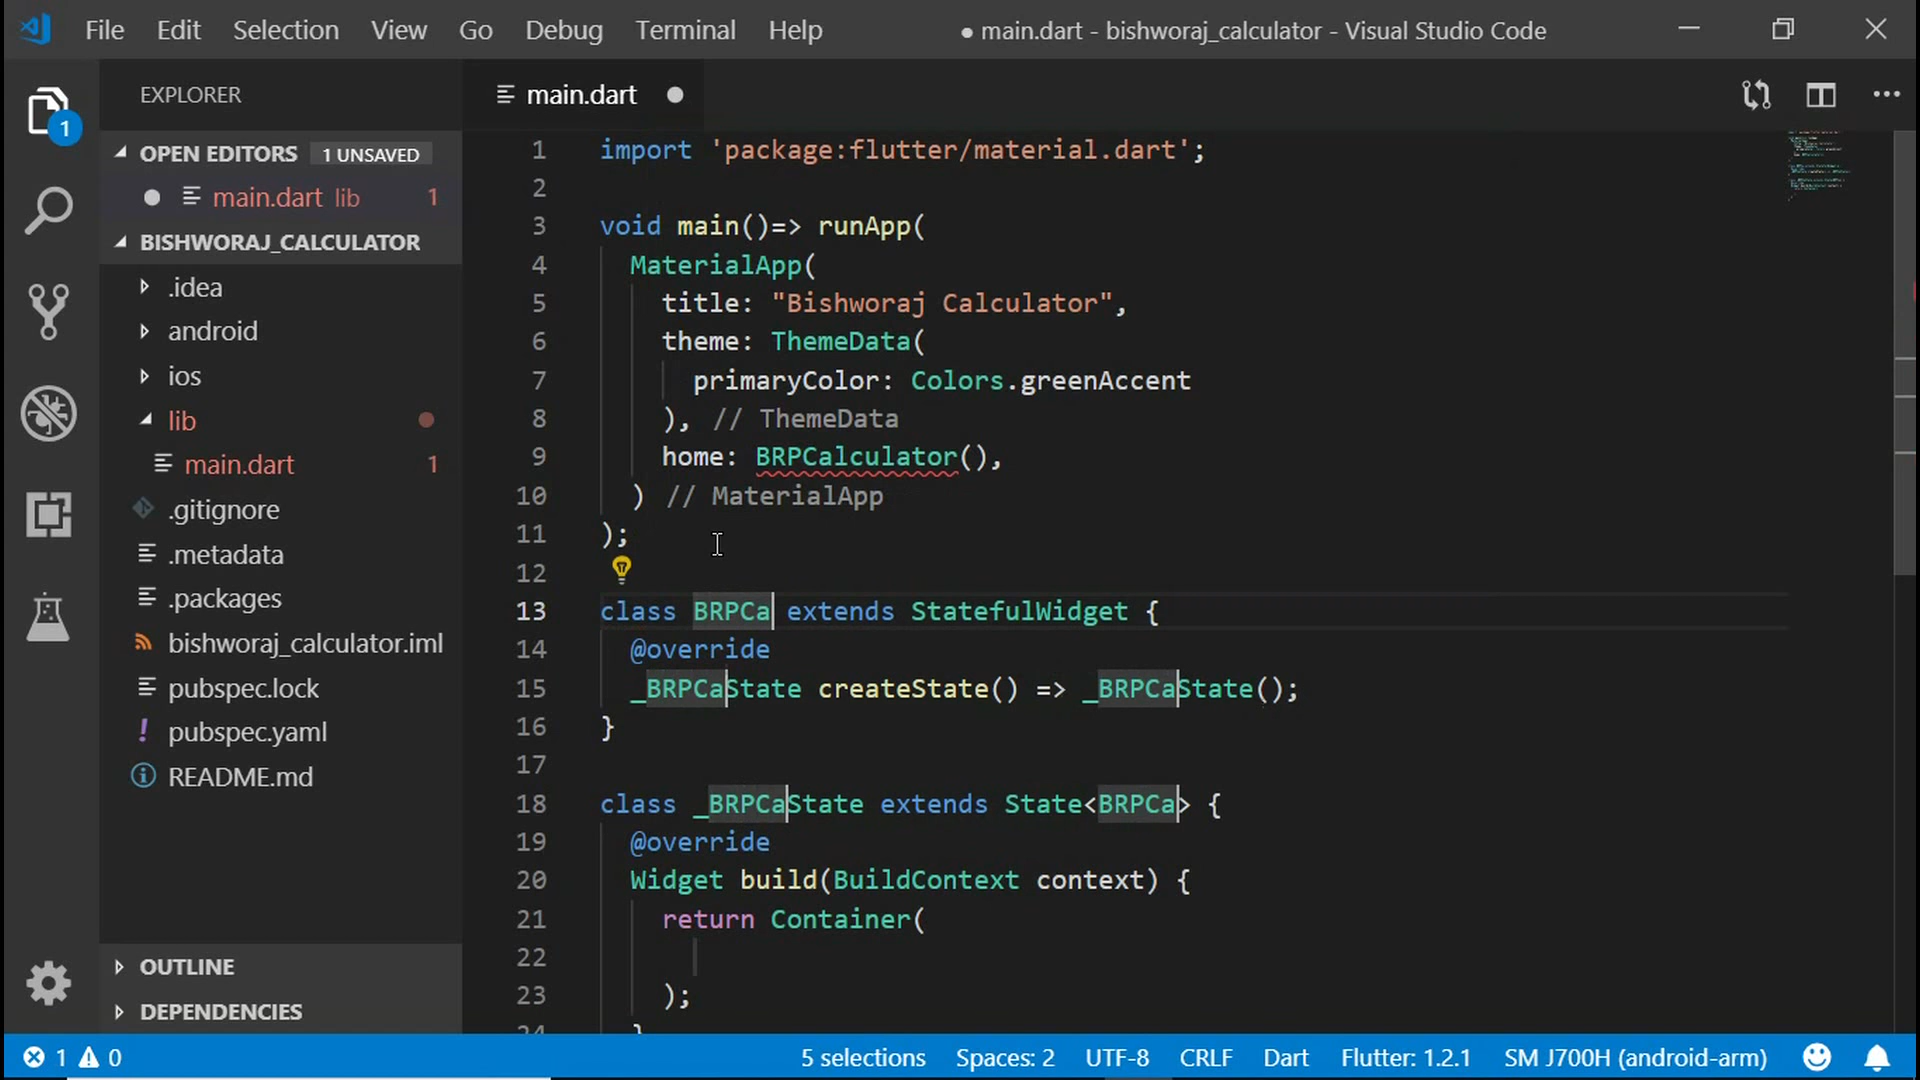 File Edit Selection View Go Debug Terminal Help
● main.dart - bishworaj_calculator - Visual Studio Code
EXPLORER
1
OPEN EDITORS 1 UNSAVED
main.dart lib 1
BISHWORAJ_CALCULATOR
.idea
android
ios
lib
main.dart 1
.gitignore
.metadata
.packages
bishworaj_calculator.iml
pubspec.lock
! pubspec.yaml
README.md
OUTLINE
DEPENDENCIES
main.dart
1 import 'package:flutter/material.dart';
2
3 void main()=> runApp(
4 MaterialApp(
5 title: "Bishworaj Calculator",
6 theme: ThemeData(
7 primaryColor: Colors.greenAccent
8 ), // ThemeData
9 home: BRPCalculator(),
10 ) // MaterialApp
11 );
12
13 class BRPCa extends StatefulWidget {
14 @override
15 _BRPCaState createState() => _BRPCaState();
16 }
17
18 class _BRPCaState extends State<BRPCa> {
19 @override
20 Widget build(BuildContext context) {
21 return Container(
22
23 );
24 }
1 0 5 selections Spaces: 2 UTF-8 CRLF Dart Flutter: 1.2.1 SM J700H (android-arm)